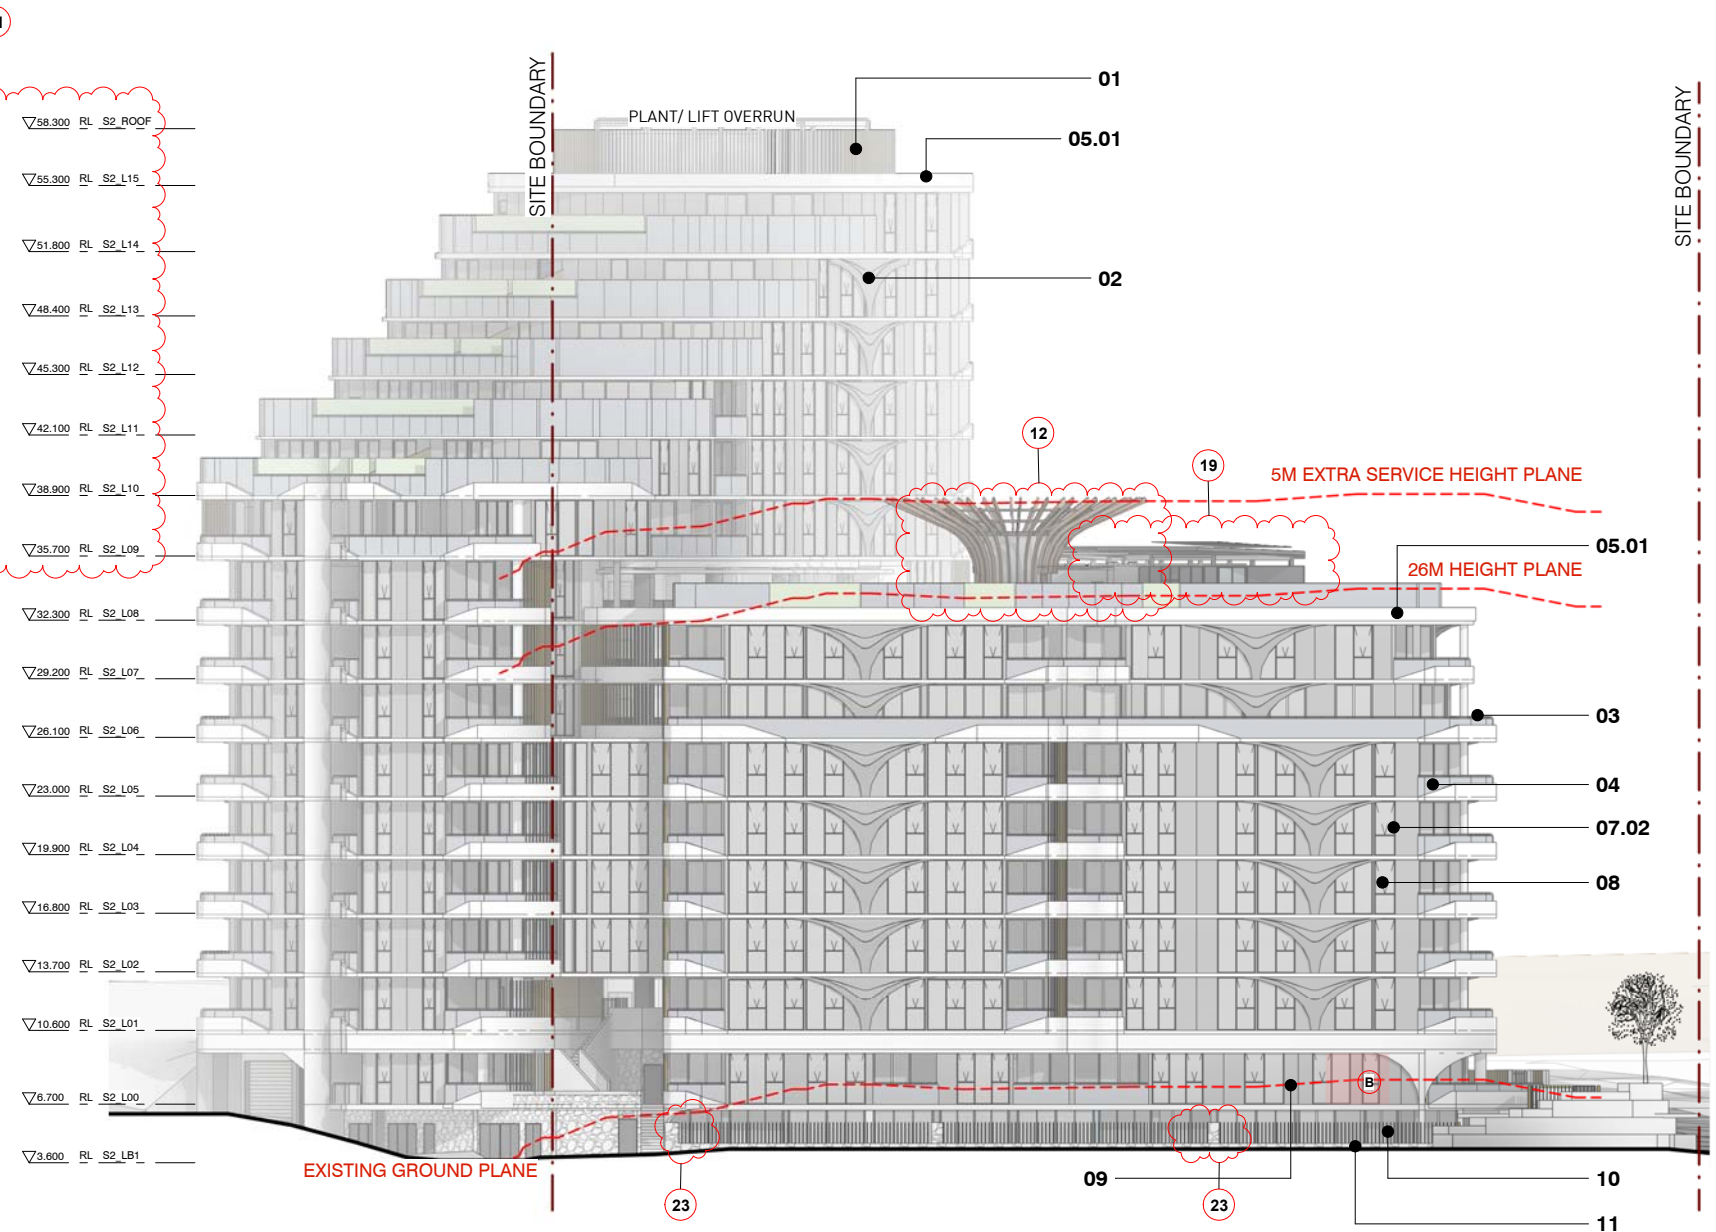 01
PLANT/ LIFT OVERRUN
05.01
SITE BOUNDARY
SITE BOUNDARY
02
58.300 RL S2_ROOF
55.300 RL S2_L15
51.800 RL S2_L14
48.400 RL S2_L13
45.300 RL S2_L12
42.100 RL S2_L11
38.900 RL S2_L10
35.700 RL S2_L09
32.300 RL S2_L08
29.200 RL S2_L07
26.100 RL S2_L06
23.000 RL S2_L05
19.900 RL S2_L04
16.800 RL S2_L03
13.700 RL S2_L02
10.600 RL S2_L01
6.700 RL S2_L00
3.600 RL S2_LB1
12
19
5M EXTRA SERVICE HEIGHT PLANE
05.01
26M HEIGHT PLANE
03
04
07.02
08
B
EXISTING GROUND PLANE
23
09
23
10
11